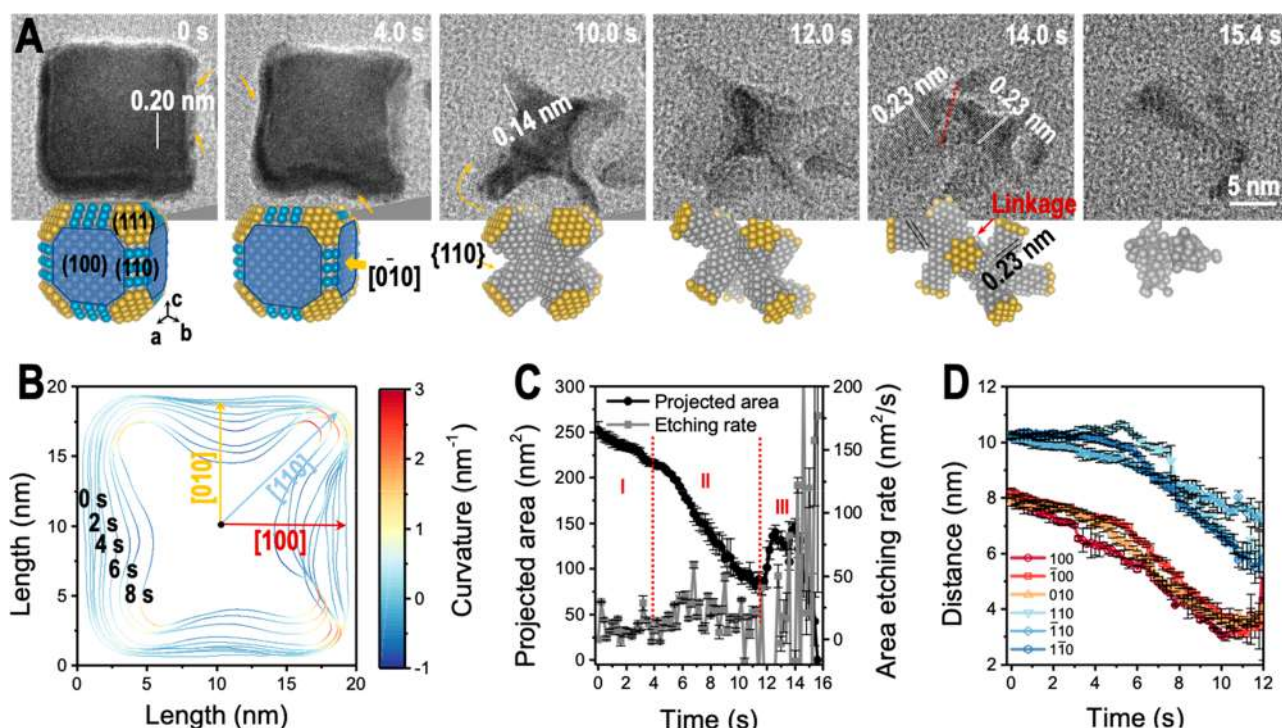 A
0 s
4.0 s
10.0 s
12.0 s
14.0 s
15.4 s
0.20 nm
0.14 nm
0.23 nm
0.23 nm
5 nm
(111)
(100)
(110)
[0̄10]
{110}
Linkage
0.23 nm
c
a
b
B
Length (nm)
20
15
10
5
0
0 s
2 s
4 s
6 s
8 s
[010]
[110]
[100]
0 5 10 15 20
Length (nm)
3
2
1
0
-1
Curvature (nm⁻¹)
C
Projected area (nm²)
300
250
200
150
100
50
0
Projected area
Etching rate
I
II
III
0 2 4 6 8 10 12 14 16
Time (s)
200
150
100
50
0
Area etching rate (nm²/s)
D
Distance (nm)
12
10
8
6
4
2
100
1̄00
010
110
1̄10
11̄0
0 2 4 6 8 10 12
Time (s)